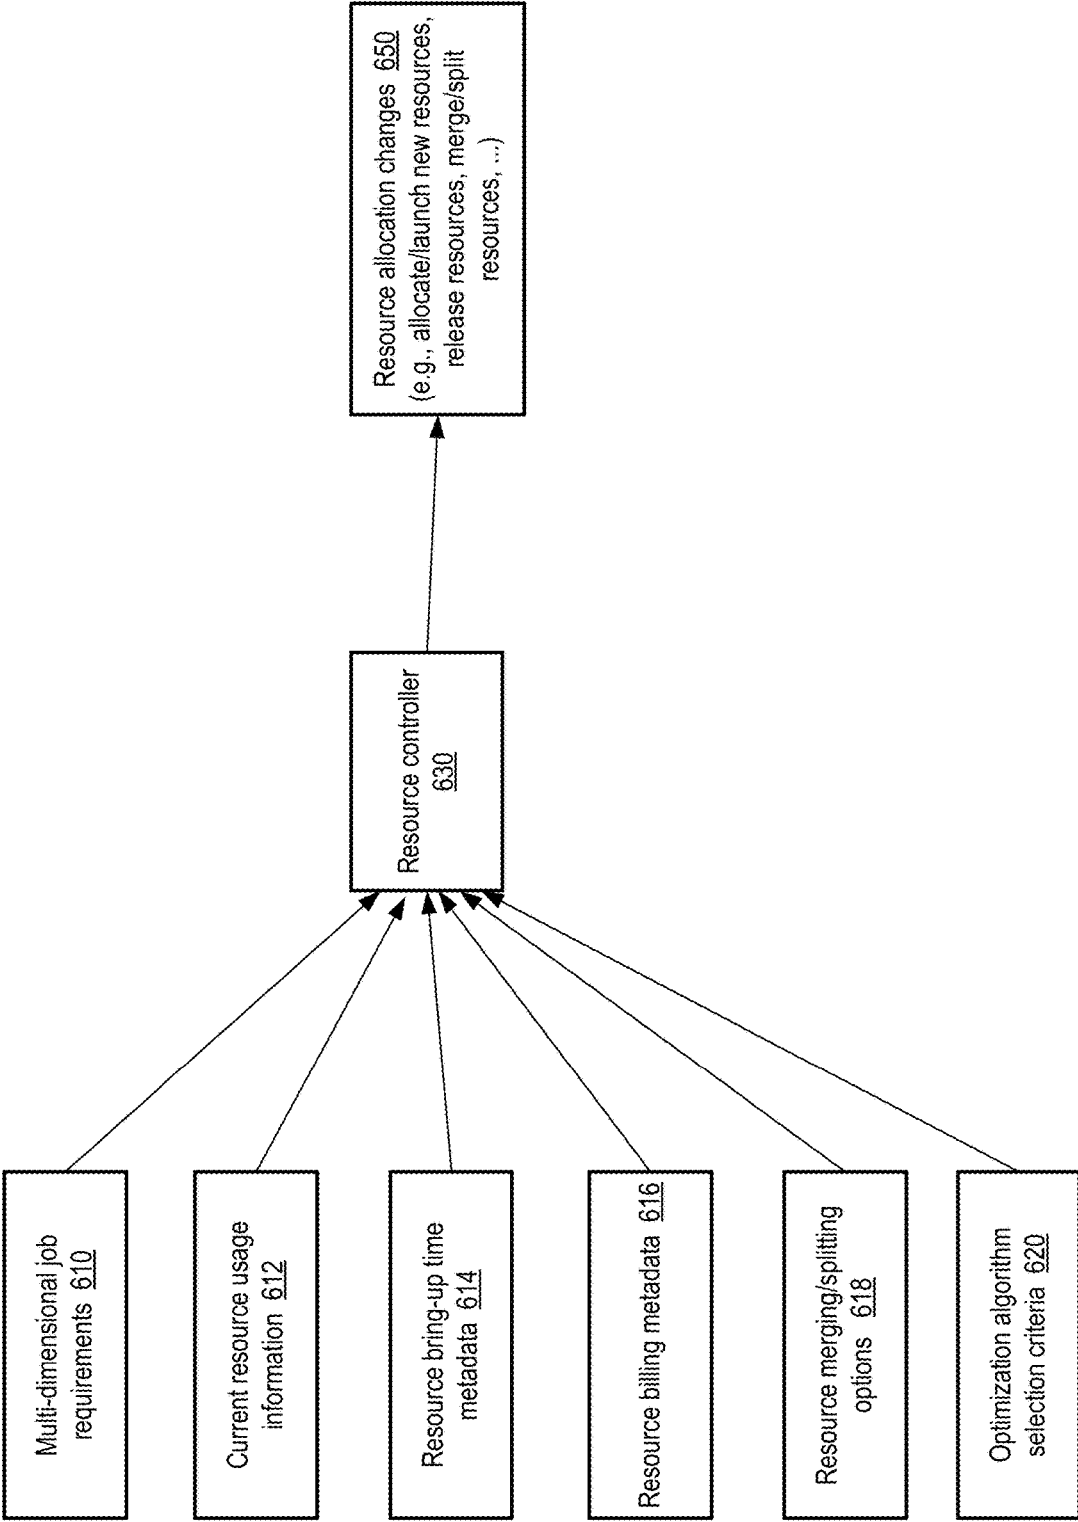 Multi-dimensional job
requirements 610
Current resource usage
information 612
Resource bring-up time
metadata 614
Resource billing metadata 616
Resource merging/splitting
options 618
Optimization algorithm
selection criteria 620
Resource controller
630
Resource allocation changes 650
(e.g., allocate/launch new resources,
release resources, merge/split
resources, ...)